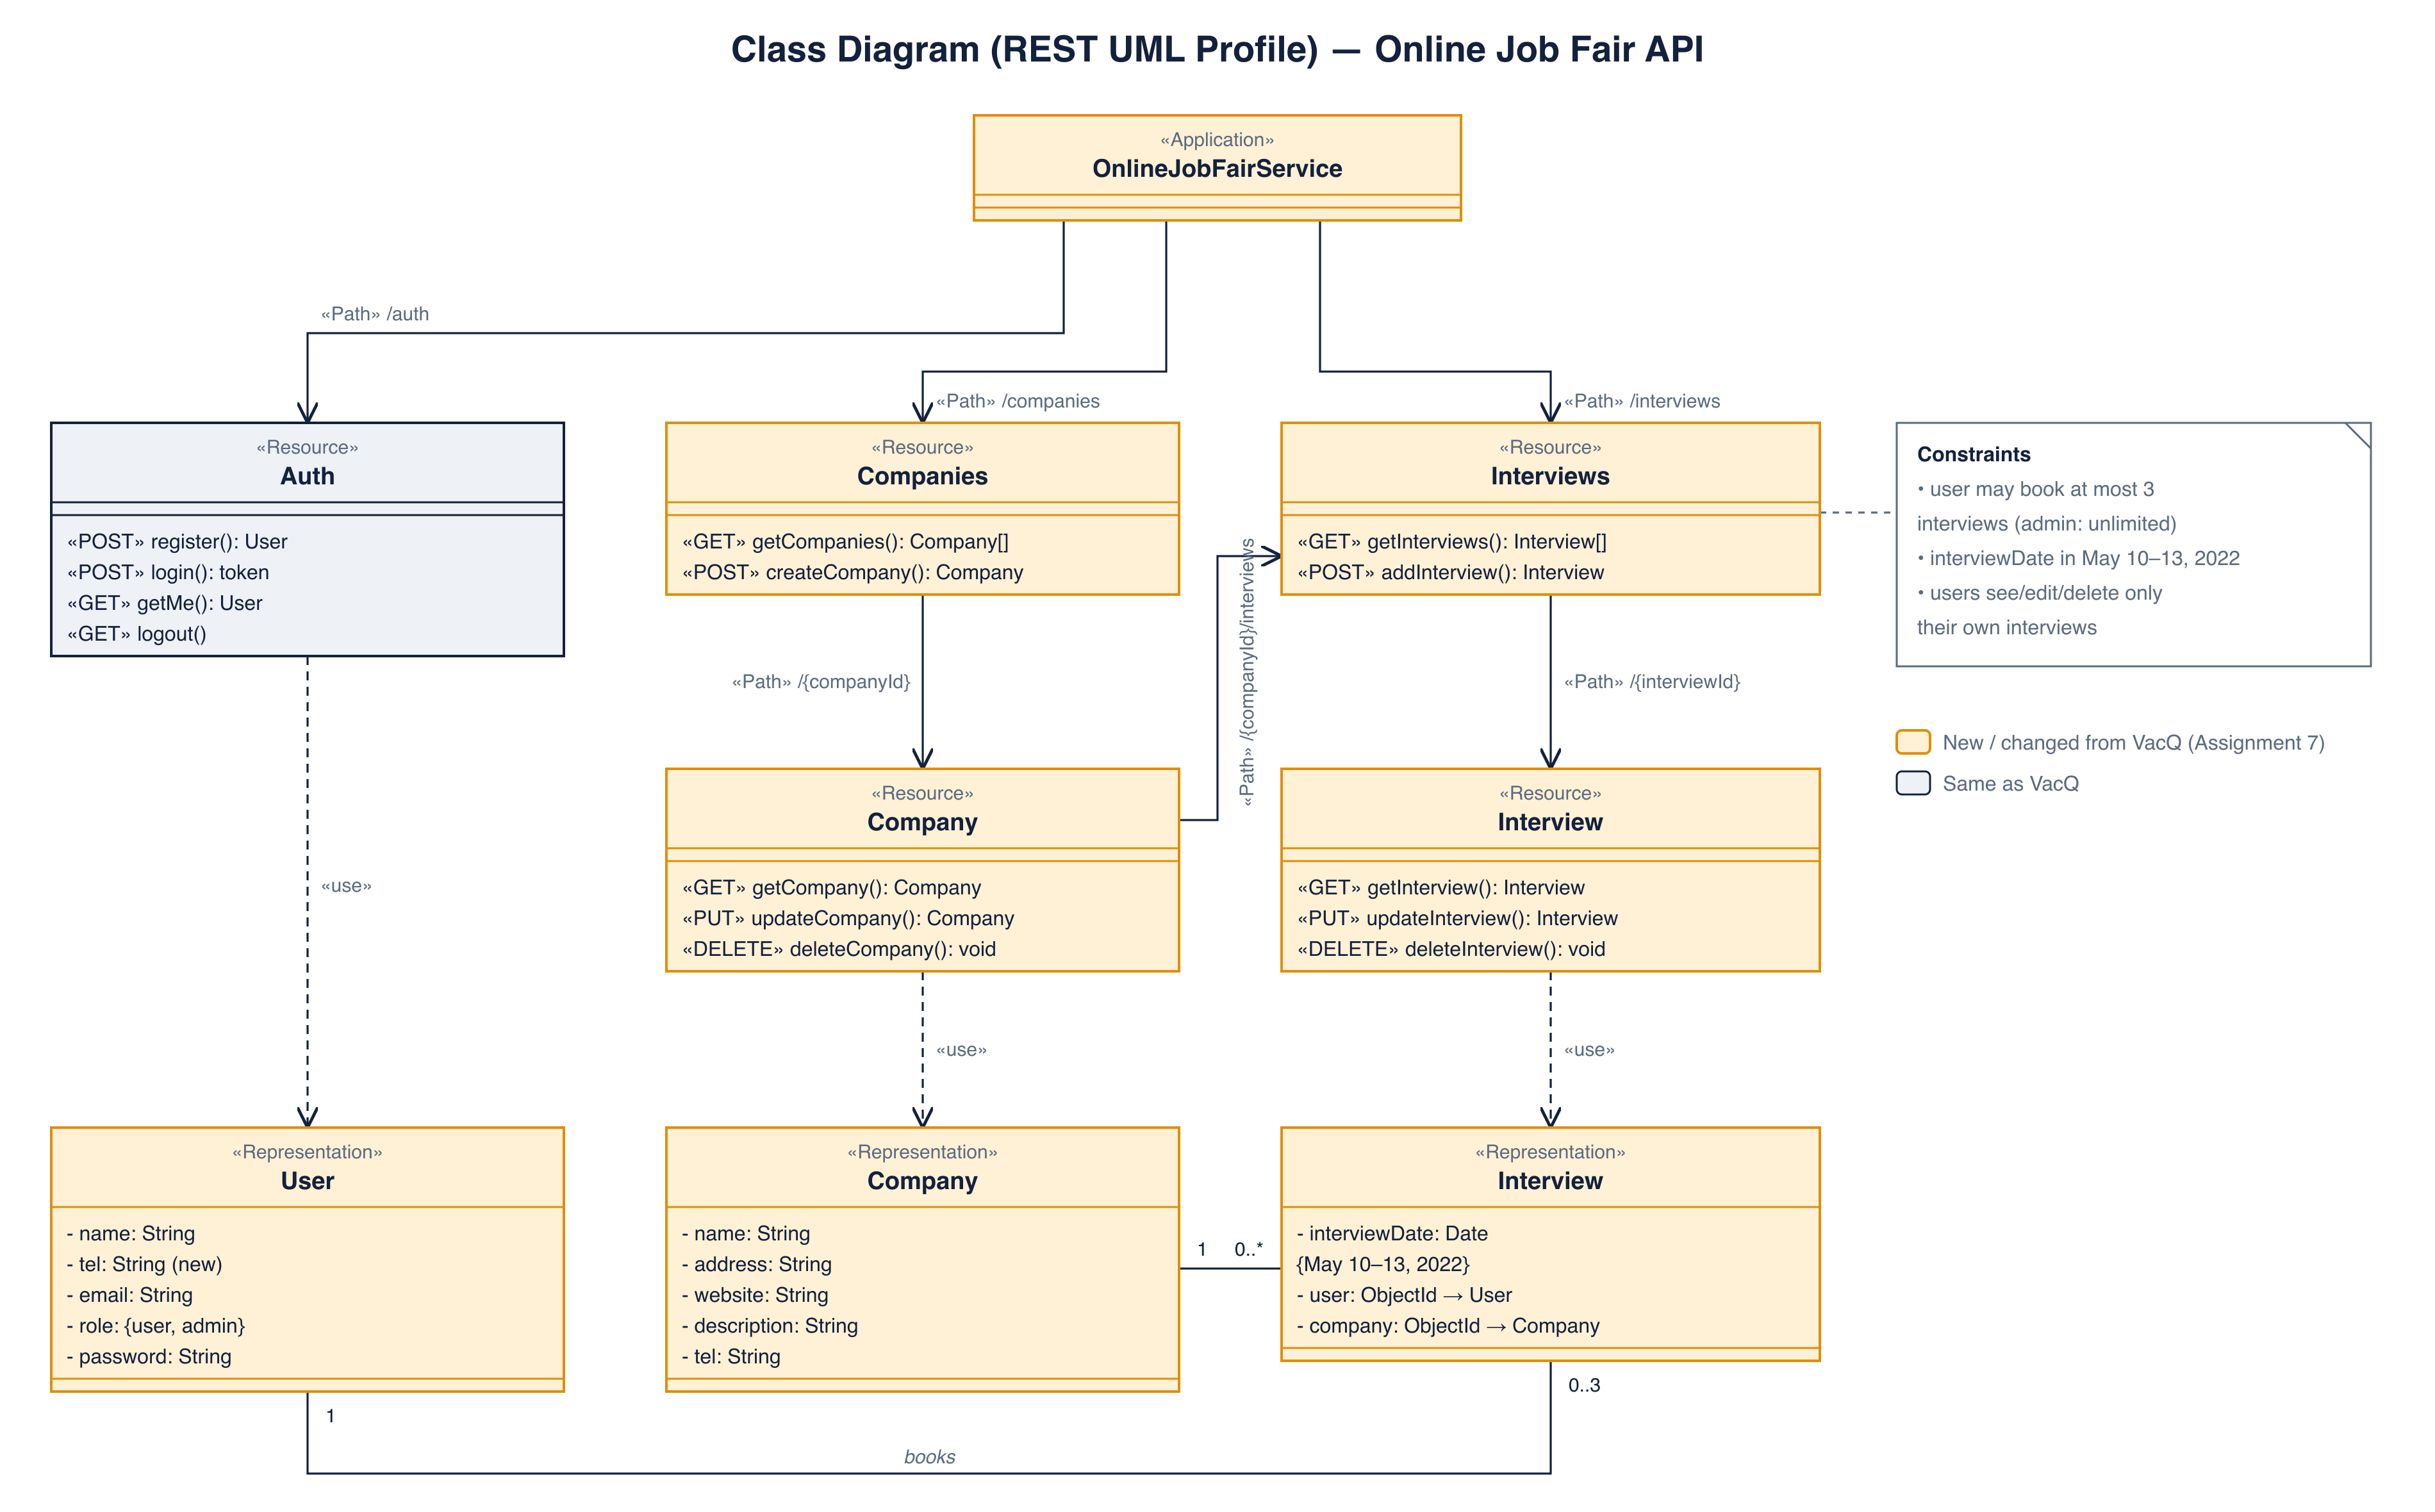 Class Diagram (REST UML Profile) — Online Job Fair API
«Application»
OnlineJobFairService
«Path» /auth
«Path» /companies
«Path» /interviews
«Resource»
Auth
«POST» register(): User
«POST» login(): token
«GET» getMe(): User
«GET» logout()
«Resource»
Companies
«GET» getCompanies(): Company[]
«POST» createCompany(): Company
«Resource»
Interviews
«GET» getInterviews(): Interview[]
«POST» addInterview(): Interview
Constraints
• user may book at most 3
interviews (admin: unlimited)
• interviewDate in May 10–13, 2022
• users see/edit/delete only
their own interviews
«Path» /{companyId}
«Path» /{companyId}/interviews
«Path» /{interviewId}
New / changed from VacQ (Assignment 7)
Same as VacQ
«Resource»
Company
«GET» getCompany(): Company
«PUT» updateCompany(): Company
«DELETE» deleteCompany(): void
«Resource»
Interview
«GET» getInterview(): Interview
«PUT» updateInterview(): Interview
«DELETE» deleteInterview(): void
«use»
«use»
«use»
«Representation»
User
- name: String
- tel: String (new)
- email: String
- role: {user, admin}
- password: String
«Representation»
Company
- name: String
- address: String
- website: String
- description: String
- tel: String
1
0..*
«Representation»
Interview
- interviewDate: Date
{May 10–13, 2022}
- user: ObjectId → User
- company: ObjectId → Company
1
0..3
books